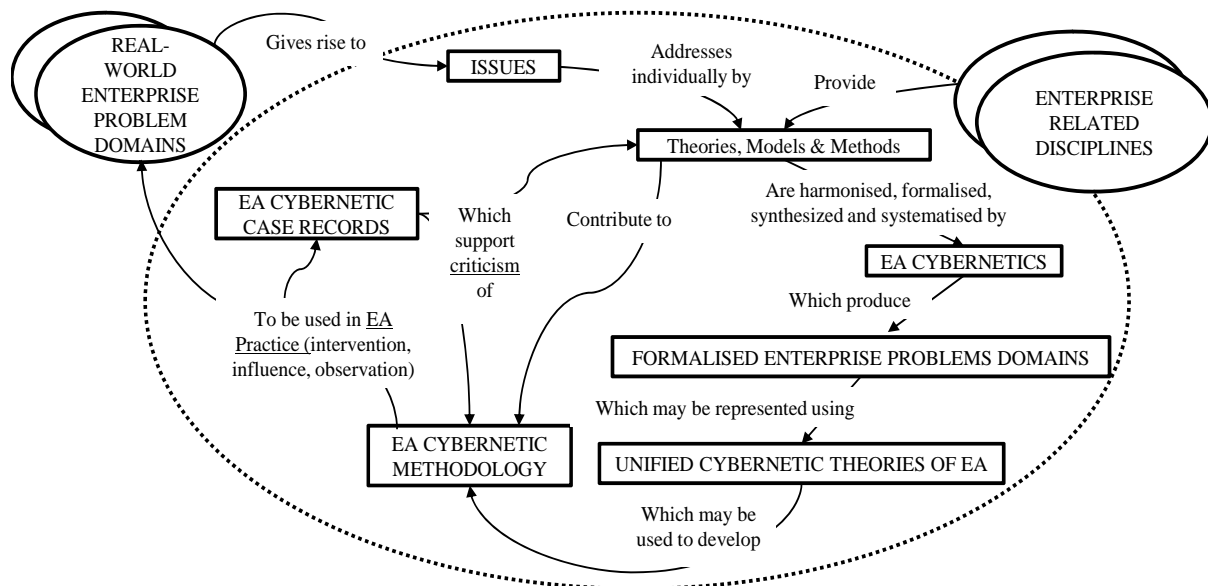 REAL-
WORLD
ENTERPRISE
PROBLEM
DOMAINS
Gives rise to
ISSUES
Addresses
individually by
Provide
ENTERPRISE
RELATED
DISCIPLINES
Theories, Models & Methods
Are harmonised, formalised,
synthesized and systematised by
EA CYBERNETIC
CASE RECORDS
Which
support
criticism
of
Contribute to
EA CYBERNETICS
Which produce
To be used in EA
Practice (intervention,
influence, observation)
FORMALISED ENTERPRISE PROBLEMS DOMAINS
Which may be represented using
EA CYBERNETIC
METHODOLOGY
UNIFIED CYBERNETIC THEORIES OF EA
Which may be
used to develop